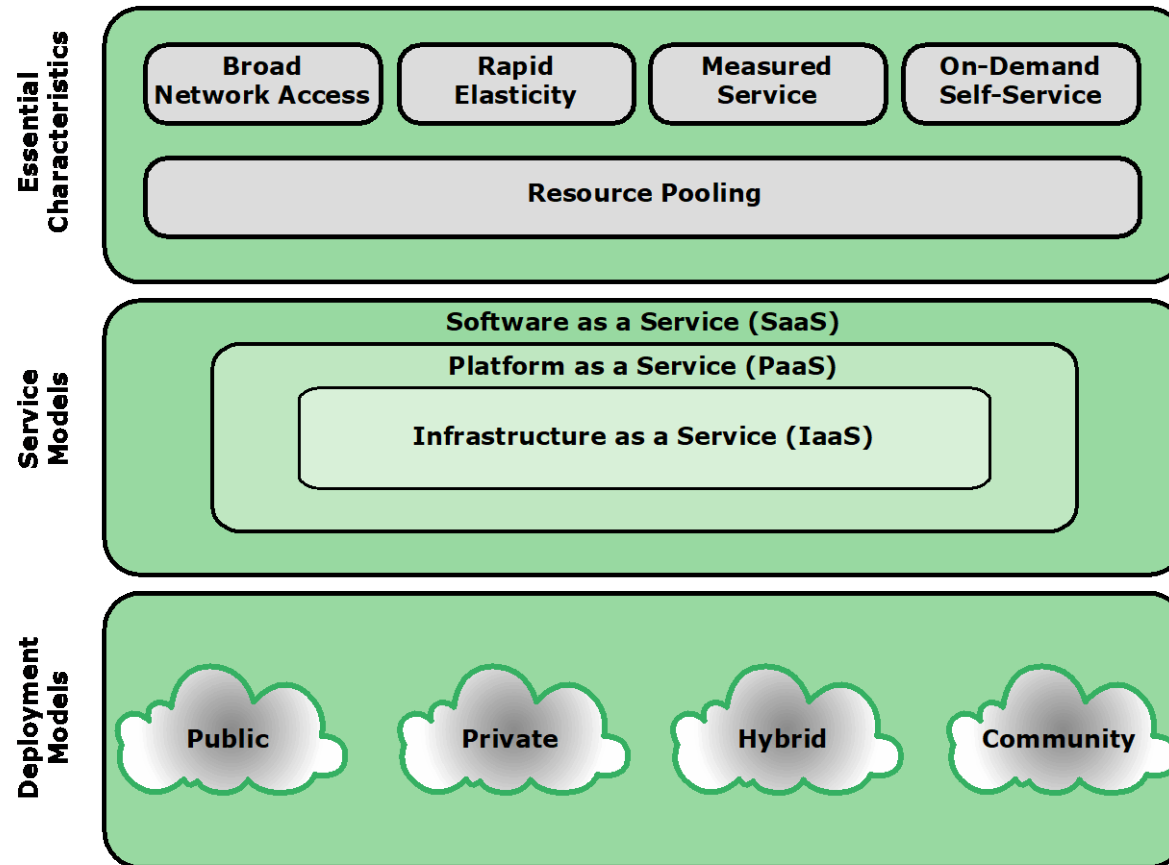 Essential
Characteristics
Broad
Network Access
Rapid
Elasticity
Measured
Service
On-Demand
Self-Service
Resource Pooling
Service
Models
Software as a Service (SaaS)
Platform as a Service (PaaS)
Infrastructure as a Service (IaaS)
Deployment
Models
Public
Private
Hybrid
Community